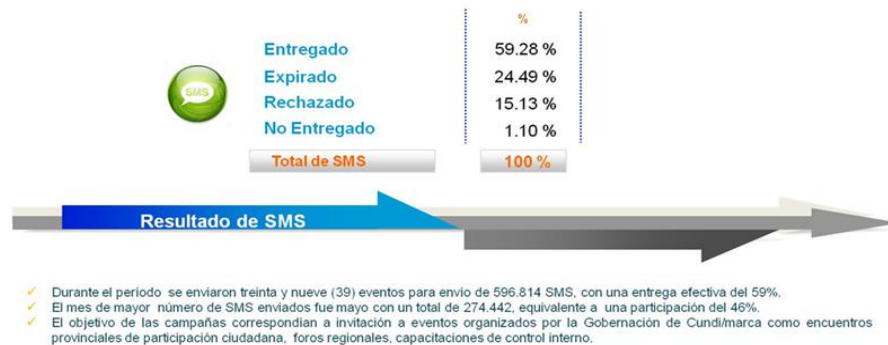 %
Entregado 59.28 %
Expirado 24.49 %
SMS
Rechazado 15.13 %
No Entregado 1.10 %
Total de SMS 100 %
Resultado de SMS
✓ Durante el periodo se enviaron treinta y nueve (39) eventos para envio de 596.814 SMS, con una entrega efectiva del 59%.
✓ El mes de mayor número de SMS enviados fue mayo con un total de 274.442, equivalente a una participación del 46%.
✓ El objetivo de las campañas correspondian a invitación a eventos organizados por la Gobernación de Cundi/marca como encuentros
provinciales de participación ciudadana, foros regionales, capacitaciones de control interno.